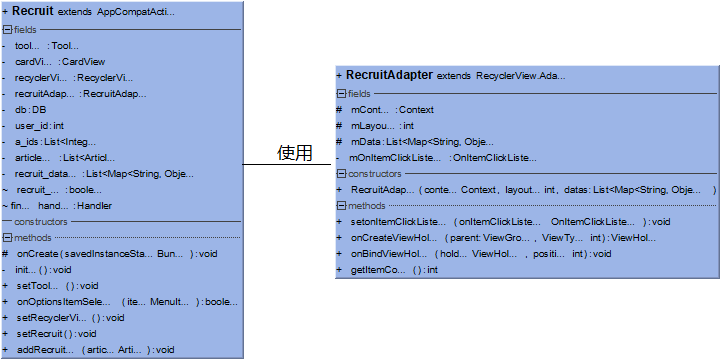 + Recruit extends AppCompatActi...
fields
- tool... : Tool...
- cardVi... : CardView
- recyclerVi... : RecyclerVi...
- recruitAdap... : RecruitAdap...
- db: DB
- user_id: int
- a_ids: List<Integ...
- article... List<Articl...
- recruit_data... List<Map<String, Obje...
~ recruit_... : boole...
~ fin... hand... : Handler
constructors
methods
# onCreate (savedInstanceSta... Bun... ) : void
- init... () : void
+ setTool... () : void
+ onOptionsItemSele... (ite... MenuIt... ) : boole...
+ setRecyclerVi... () : void
+ setRecruit () : void
+ addRecruit... (artic... Arti... ) : void
使用
+ RecruitAdapter extends RecyclerView.Ada...
fields
# mCont... : Context
# mLayou... : int
# mData: List<Map<String, Obje...
- mOnItemClickListe... : OnItemClickListe...
constructors
+ RecruitAdap... (conte... Context, layout... int, datas: List<Map<String, Obje... )
methods
+ setonItemClickListe... (onItemClickListe... OnItemClickListe... ) : void
+ onCreateViewHol... (parent: ViewGro... , ViewTy... int) : ViewHol...
+ onBindViewHol... (hold... ViewHol... , positi... int) : void
+ getItemCo... () : int